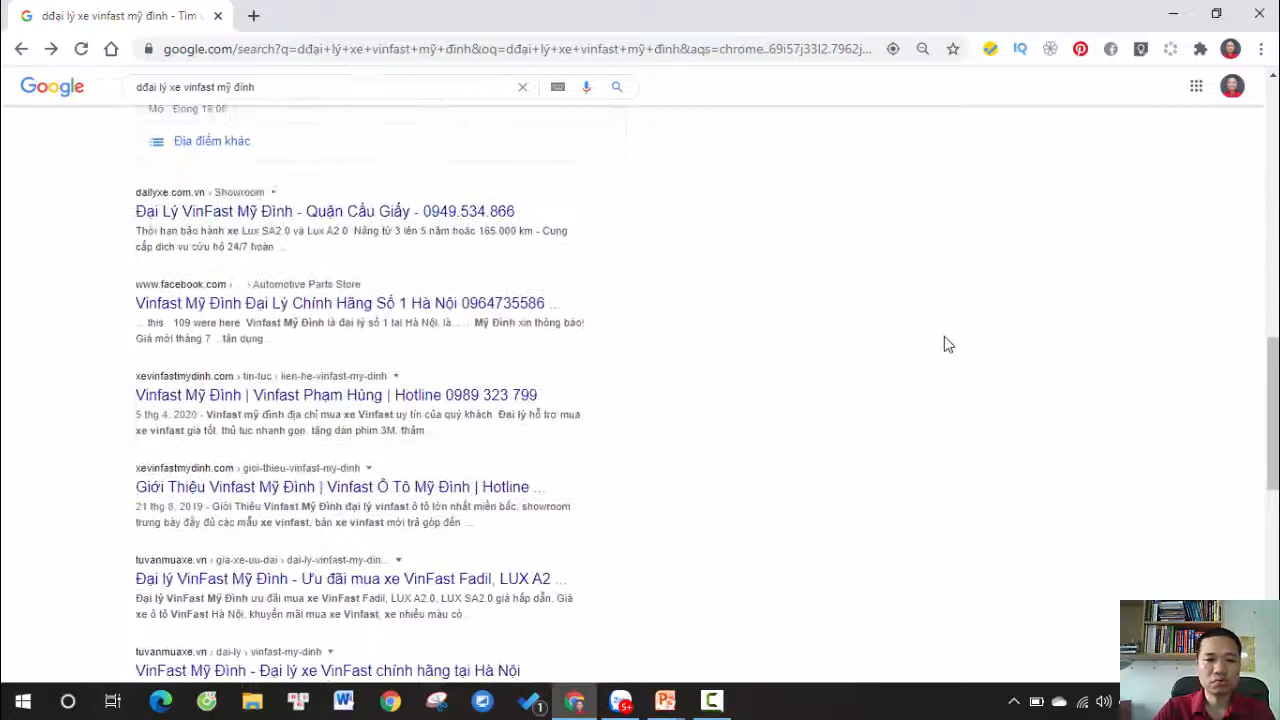 dđại lý xe vinfast mỹ đình - Tìm
google.com/search?q=dđại+lý+xe+vinfast+mỹ+đình&oq=dđại+lý+xe+vinfast+mỹ+đình&aqs=chrome..69i57j33l2.7962j...
Google
dđại lý xe vinfast mỹ đình
Địa điểm khác
dailyxe.com.vn › Showroom
Đại Lý VinFast Mỹ Đình - Quận Cầu Giấy - 0949.534.866
Thời hạn bảo hành xe Lux SA2.0 và Lux A2.0 Nâng từ 3 lên 5 năm hoặc 165.000 km - Cung
cấp dịch vụ cứu hộ 24/7 hoàn ...
www.facebook.com › ... › Automotive Parts Store
Vinfast Mỹ Đình Đại Lý Chính Hãng Số 1 Hà Nội 0964735586 ...
... this · 109 were here · Vinfast Mỹ Đình là đại lý số 1 tại Hà Nội, là ... ... Mỹ Đình xin thông báo!
Giá mới tháng 7 ...tận dụng
xevinfastmydinh.com › tin-tuc › lien-he-vinfast-my-dinh
Vinfast Mỹ Đình | Vinfast Phạm Hùng | Hotline 0989 323 799
5 thg 4, 2020 - Vinfast mỹ đình địa chỉ mua xe Vinfast uy tín của quý khách. Đại lý hỗ trợ mua
xe vinfast giá tốt, thủ tục nhanh gọn, tặng dán phim 3M, thảm
xevinfastmydinh.com › gioi-thieu-vinfast-my-dinh
Giới Thiệu Vinfast Mỹ Đình | Vinfast Ô Tô Mỹ Đình | Hotline ...
21 thg 8, 2019 - Giới Thiệu Vinfast Mỹ Đình đại lý vinfast ô tô lớn nhất miền bắc, showroom
trưng bày đầy đủ các mẫu xe vinfast, bán xe vinfast mới trả góp đến ...
tuvanmuaxe.vn › gia-xe-uu-dai › dai-ly-vinfast-my-din...
Đại lý VinFast Mỹ Đình - Ưu đãi mua xe VinFast Fadil, LUX A2 ...
Đại lý VinFast Mỹ Đình ưu đãi mua xe VinFast Fadil, LUX A2.0, LUX SA2.0 giá hấp dẫn. Giá
xe ô tô VinFast Hà Nội, khuyến mãi mua VinFast, xe nhiều màu có ...
tuvanmuaxe.vn › dai-ly › vinfast-my-dinh
VinFast Mỹ Đình - Đại lý xe VinFast chính hãng tại Hà Nội